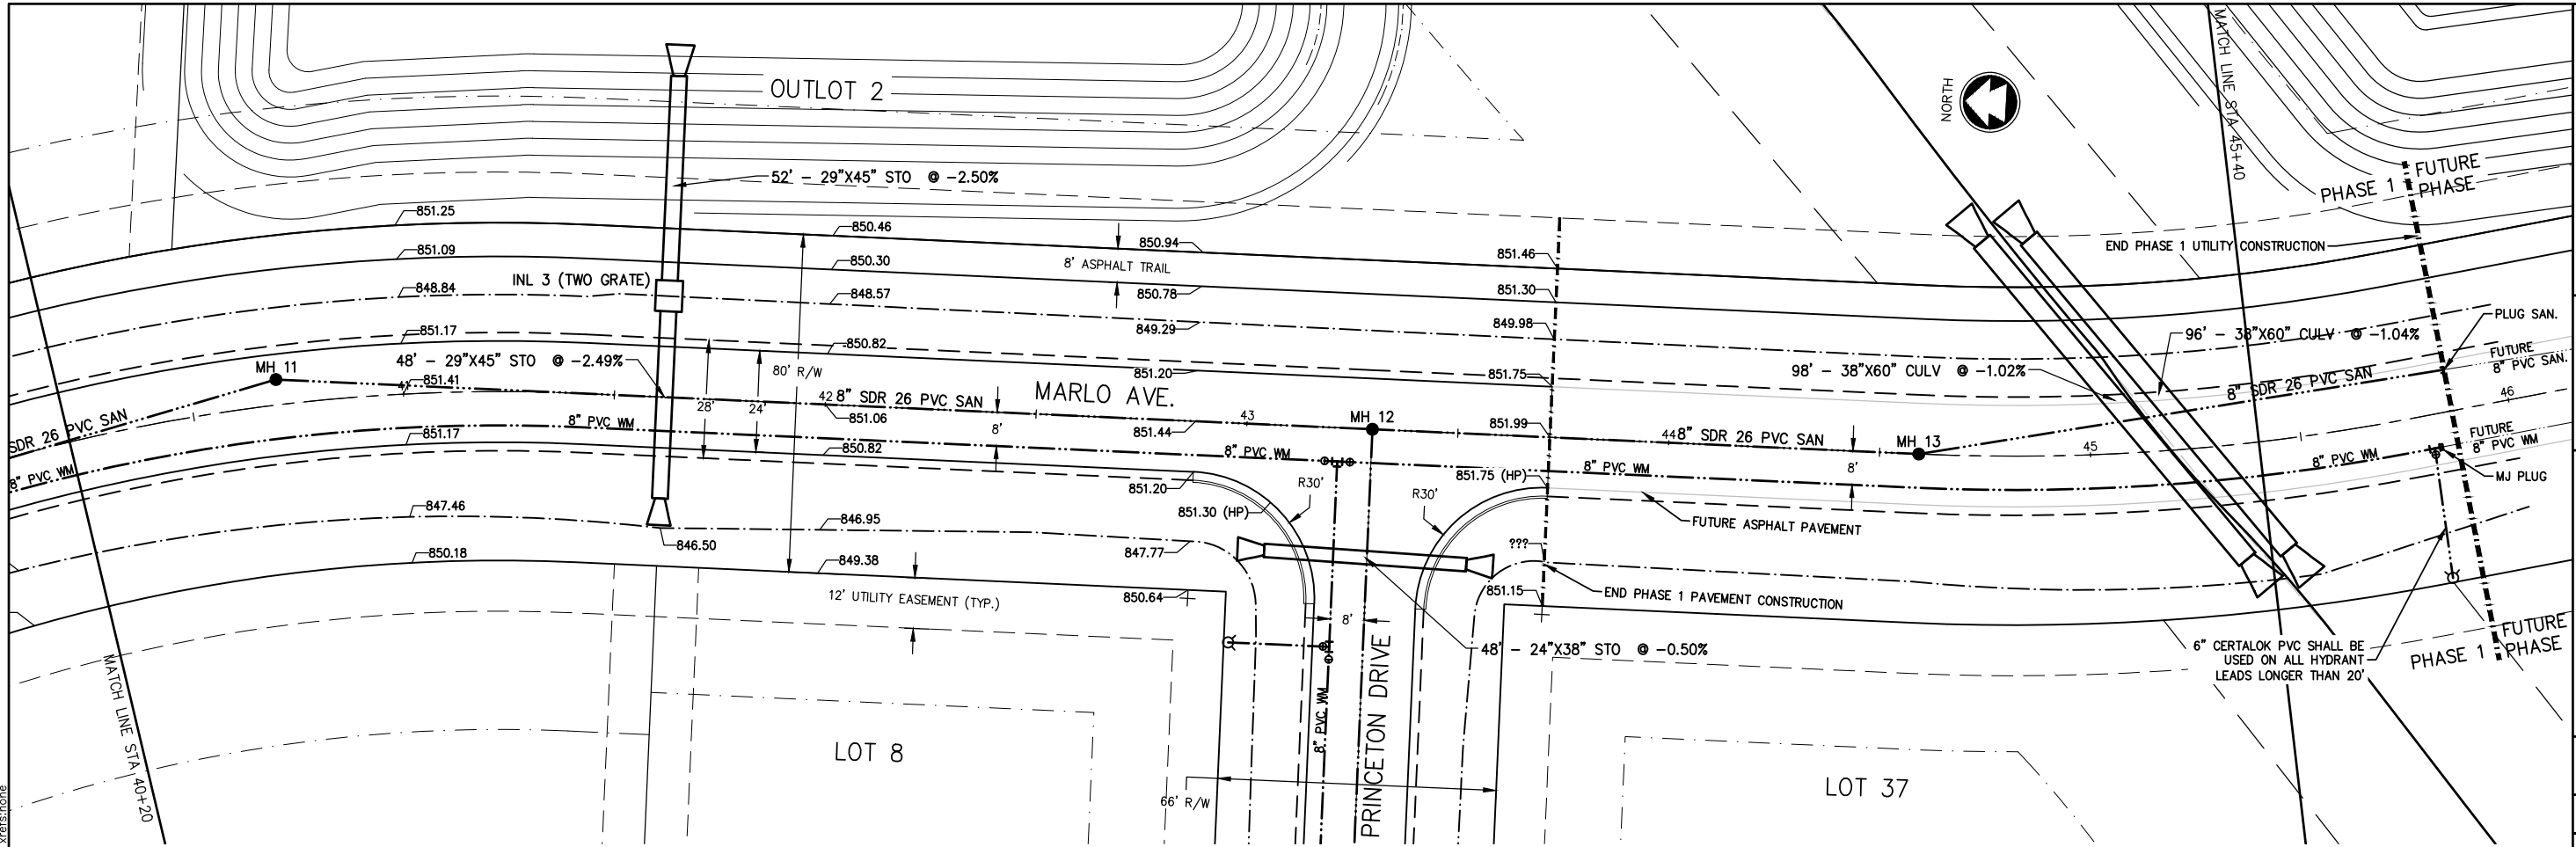 OUTLOT 2
NORTH
MATCH LINE STA 45+40
FUTURE
PHASE 1 PHASE
52' - 29"X45" STO @ -2.50%
851.25
850.46
850.94
851.46
END PHASE 1 UTILITY CONSTRUCTION
851.09
850.30
8' ASPHALT TRAIL
851.30
INL 3 (TWO GRATE)
848.84
848.57
850.78
849.29
849.98
PLUG SAN.
851.17
850.82
96' - 38"X60" CULV @ -1.04%
FUTURE
8" PVC SAN.
48' - 29"X45" STO @ -2.49%
MH 11
80' R/W
851.20
851.75
98' - 38"X60" CULV @ -1.02%
41
851.41
28'
24'
42
8" SDR 26 PVC SAN
MARLO AVE.
8" SDR 26 PVC SAN
46
851.06
8'
851.44
43
MH 12
851.99
44
8" SDR 26 PVC SAN
MH 13
45
SDR 26 PVC SAN
8" PVC WM
8" PVC WM
851.17
850.82
8" PVC WM
8" PVC WM
8'
8" PVC WM
FUTURE
8" PVC WM
MJ PLUG
851.20
851.30 (HP)
R30'
R30'
851.75 (HP)
FUTURE ASPHALT PAVEMENT
847.46
846.95
846.50
847.77
???
850.18
849.38
12' UTILITY EASEMENT (TYP.)
850.64
851.15
END PHASE 1 PAVEMENT CONSTRUCTION
8'
48' - 24"X38" STO @ -0.50%
6" CERTALOK PVC SHALL BE
USED ON ALL HYDRANT
LEADS LONGER THAN 20'
FUTURE
PHASE 1 PHASE
MATCH LINE STA 40+20
LOT 8
8" PVC WM
PRINCETON DRIVE
66' R/W
LOT 37
xrefs:none